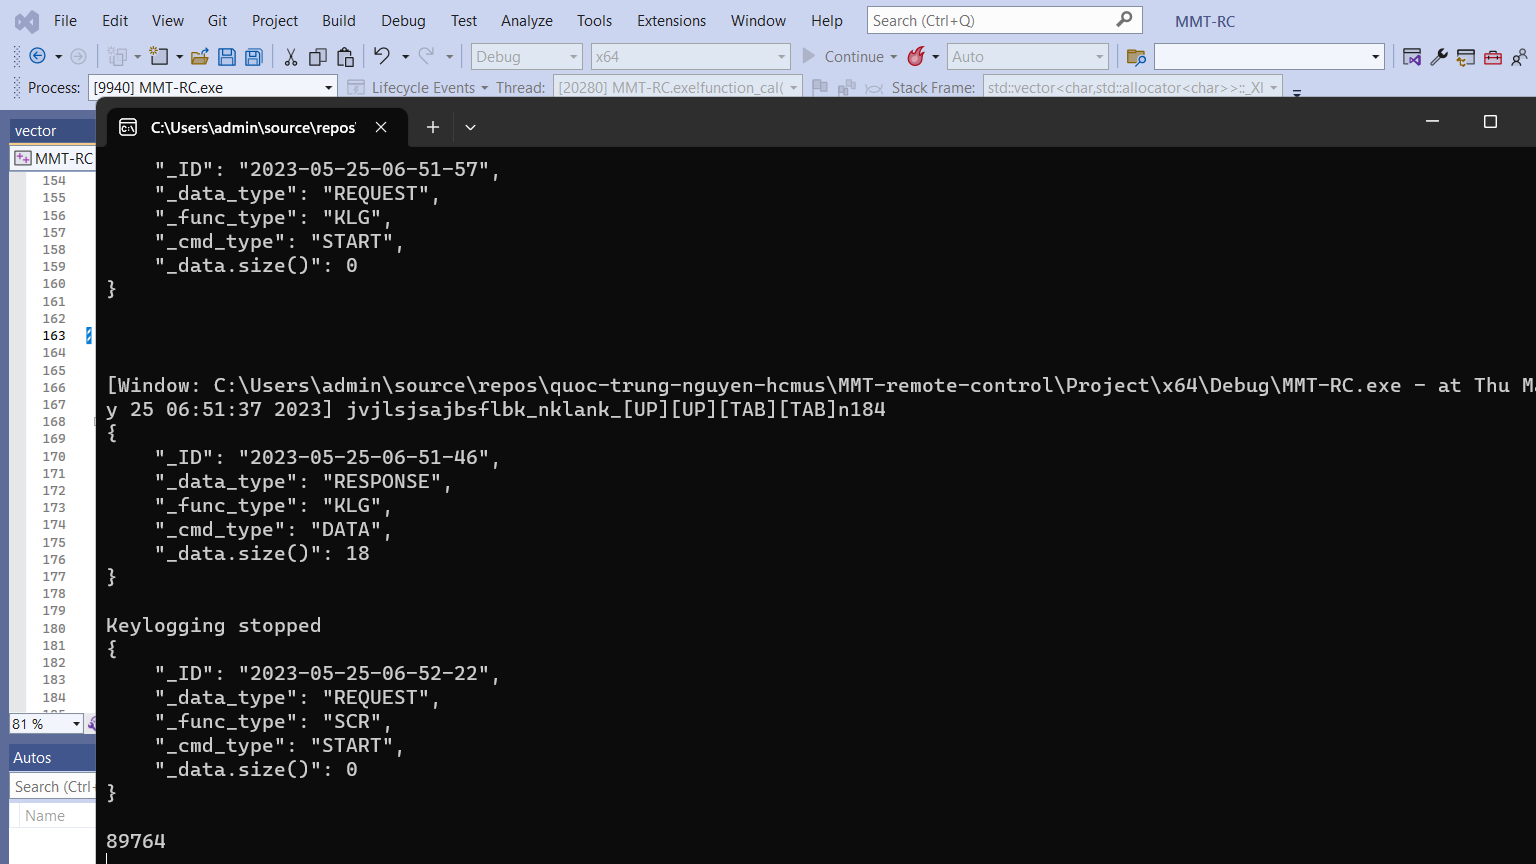 File Edit View Git Project Build Debug Test Analyze Tools Extensions Window Help Search (Ctrl+Q) MMT-RC
Debug x64 Continue Auto
Process: [9940] MMT-RC.exe Lifecycle Events Thread: [20280] MMT-RC.exe!function_cal( Stack Frame: std::vector<char,std::allocator<char>>::_Xl
C:\Users\admin\source\repos\
vector
MMT-RC
154
155
156
157
158
159
160
161
162
163
164
165
166
167
168
169
170
171
172
173
174
175
176
177
178
179
180
181
182
183
184
81 %
Autos
Search (Ctrl+
Name
"_ID": "2023-05-25-06-51-57",
"_data_type": "REQUEST",
"_func_type": "KLG",
"_cmd_type": "START",
"_data.size()": 0
}
[Window: C:\Users\admin\source\repos\quoc-trung-nguyen-hcmus\MMT-remote-control\Project\x64\Debug\MMT-RC.exe - at Thu Ma
y 25 06:51:37 2023] jvjlsjsajbsflbk_nklank_[UP][UP][TAB][TAB]n184
{
"_ID": "2023-05-25-06-51-46",
"_data_type": "RESPONSE",
"_func_type": "KLG",
"_cmd_type": "DATA",
"_data.size()": 18
}
Keylogging stopped
{
"_ID": "2023-05-25-06-52-22",
"_data_type": "REQUEST",
"_func_type": "SCR",
"_cmd_type": "START",
"_data.size()": 0
}
89764